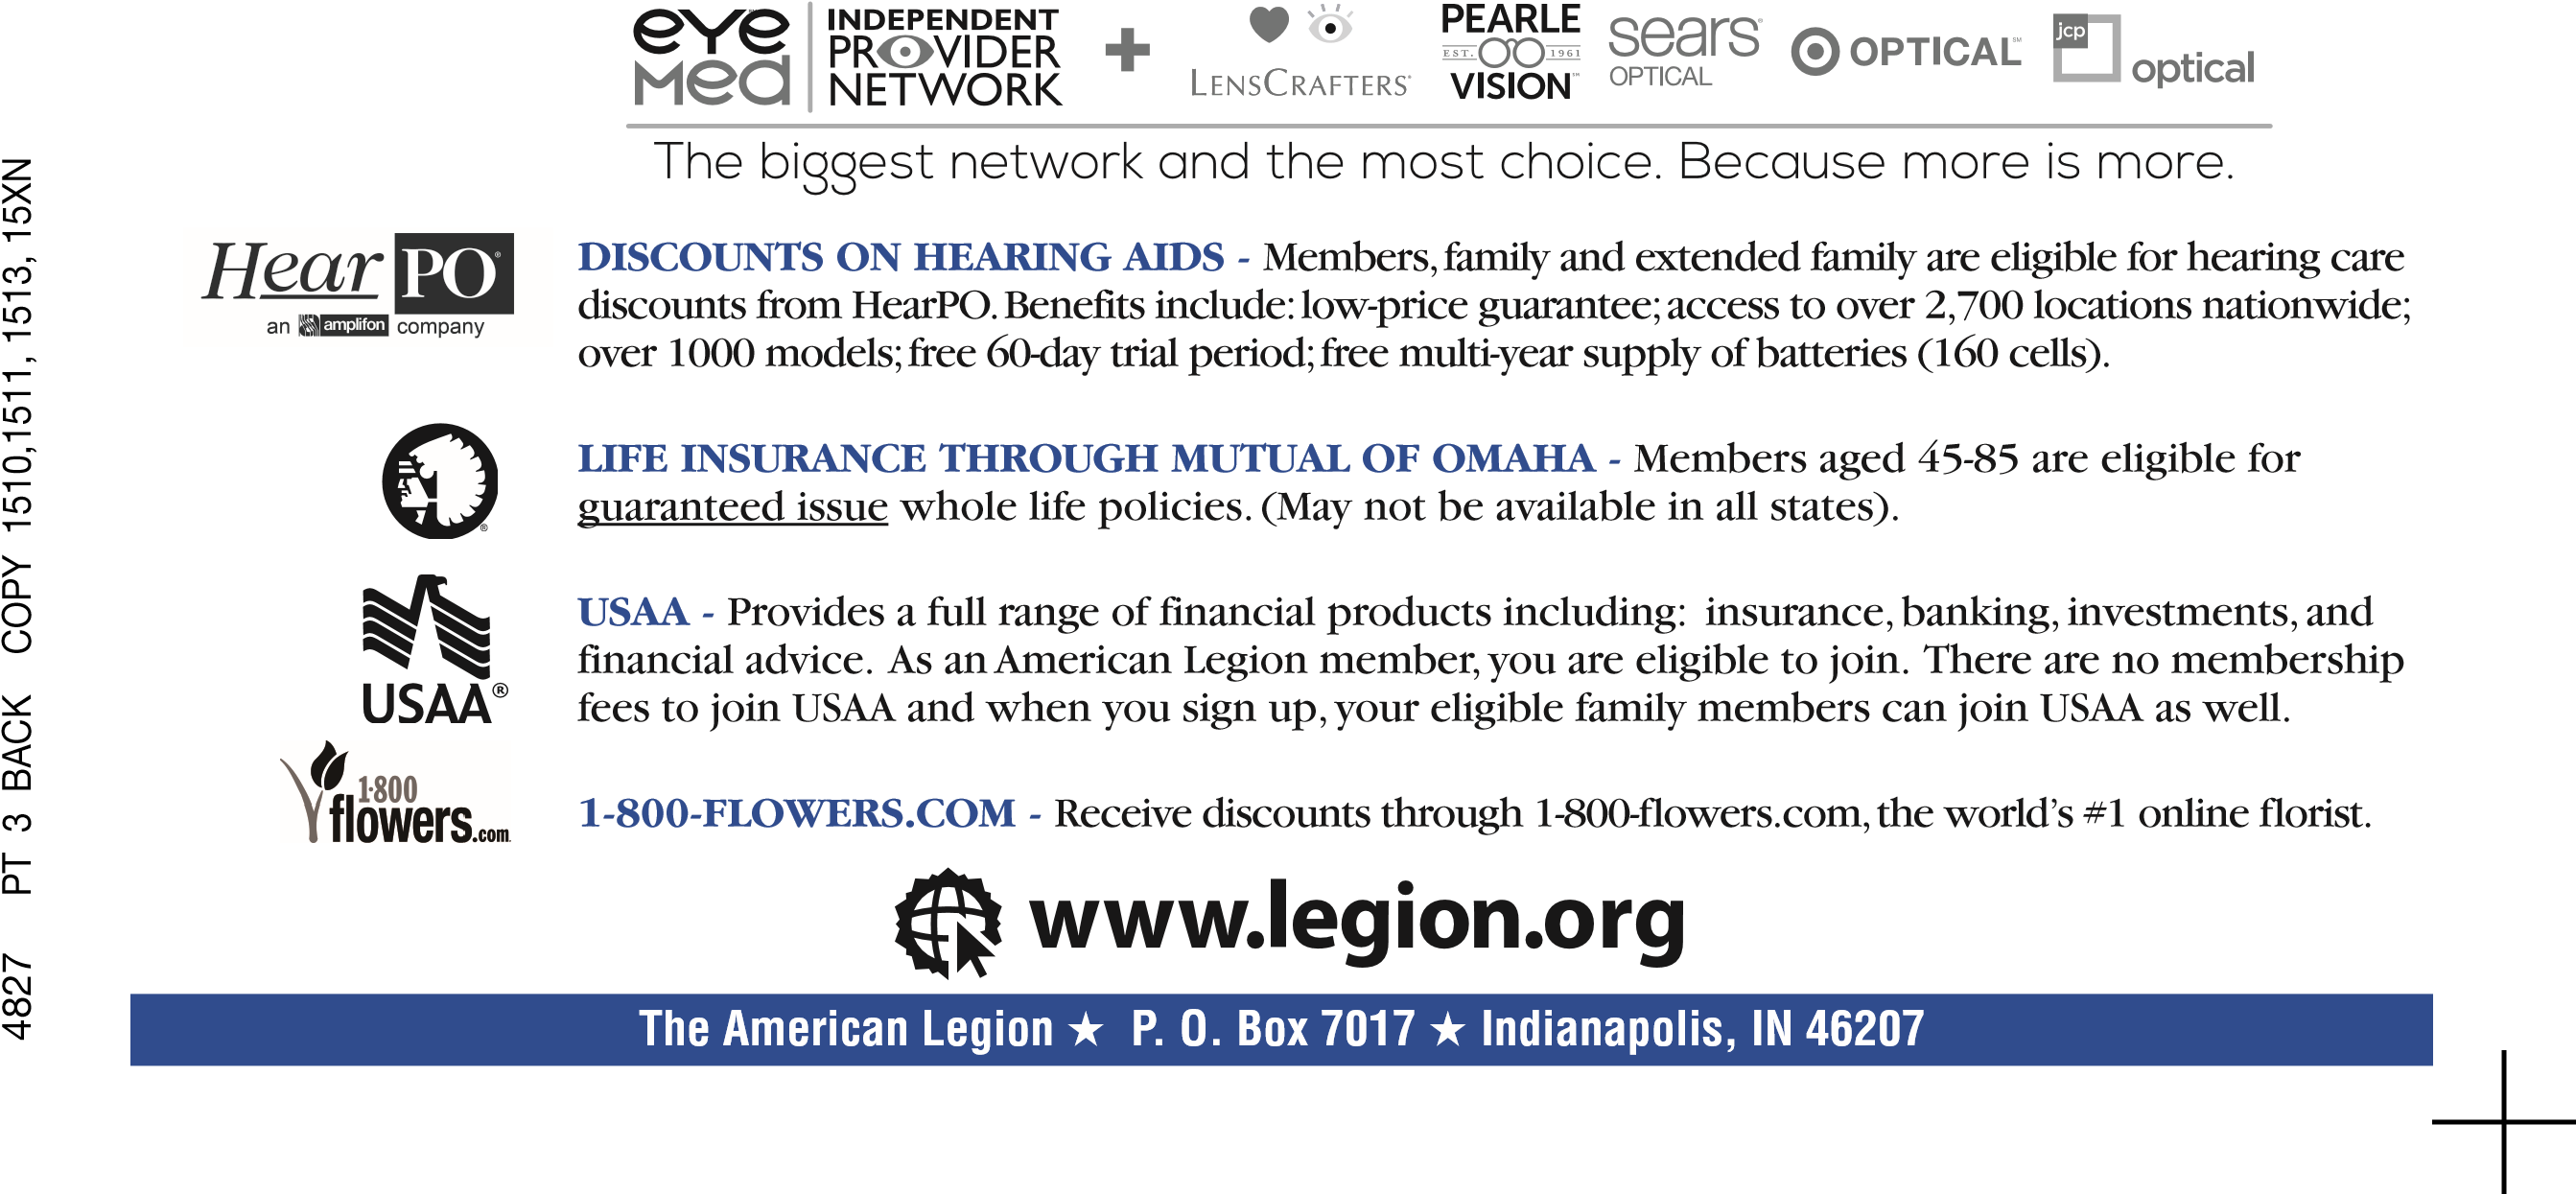 eye Med
INDEPENDENT PROVIDER NETWORK
+
LENSCRAFTERS®
PEARLE
EST. 1961
VISION℠
sears®
OPTICAL
OPTICAL℠
jcp
optical
The biggest network and the most choice. Because more is more.
Hear PO®
an amplifon company
DISCOUNTS ON HEARING AIDS - Members, family and extended family are eligible for hearing care
discounts from HearPO. Benefits include: low-price guarantee; access to over 2,700 locations nationwide;
over 1000 models; free 60-day trial period; free multi-year supply of batteries (160 cells).
®
LIFE INSURANCE THROUGH MUTUAL OF OMAHA - Members aged 45-85 are eligible for
guaranteed issue whole life policies. (May not be available in all states).
USAA®
USAA - Provides a full range of financial products including: insurance, banking, investments, and
financial advice. As an American Legion member, you are eligible to join. There are no membership
fees to join USAA and when you sign up, your eligible family members can join USAA as well.
1·800
flowers.com
1-800-FLOWERS.COM - Receive discounts through 1-800-flowers.com, the world's #1 online florist.
www.legion.org
The American Legion ★ P. O. Box 7017 ★ Indianapolis, IN 46207
4827 PT 3 BACK COPY 1510,1511, 1513, 15XN